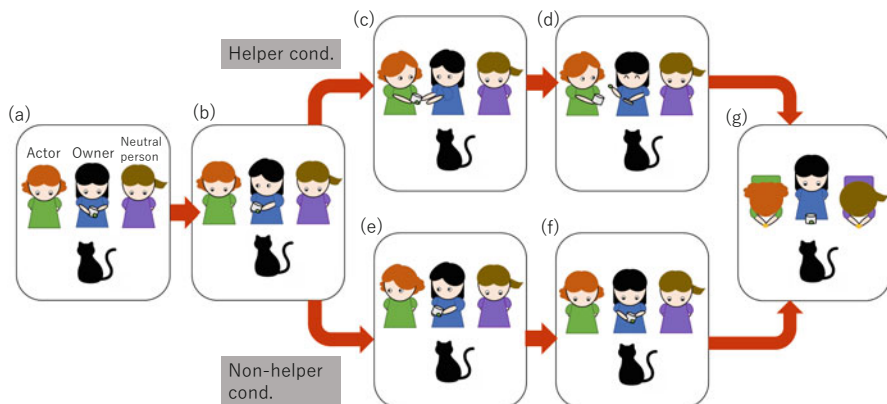 (c)
(d)
Helper cond.
(a)
(b)
(g)
Actor
Owner
Neutral
person
(e)
(f)
Non-helper
cond.